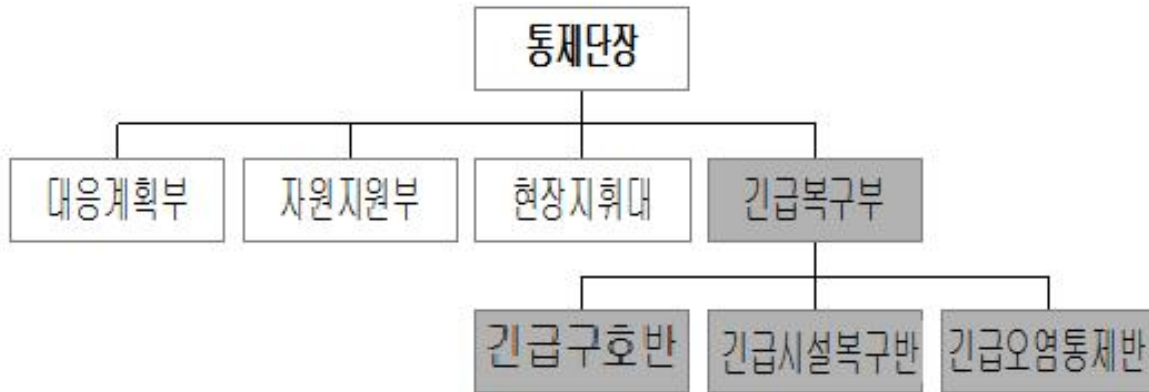 통제단장
대응계획부
자원지원부
현장지휘대
긴급복구부
긴급구호반
긴급시설복구반
긴급오염통제반